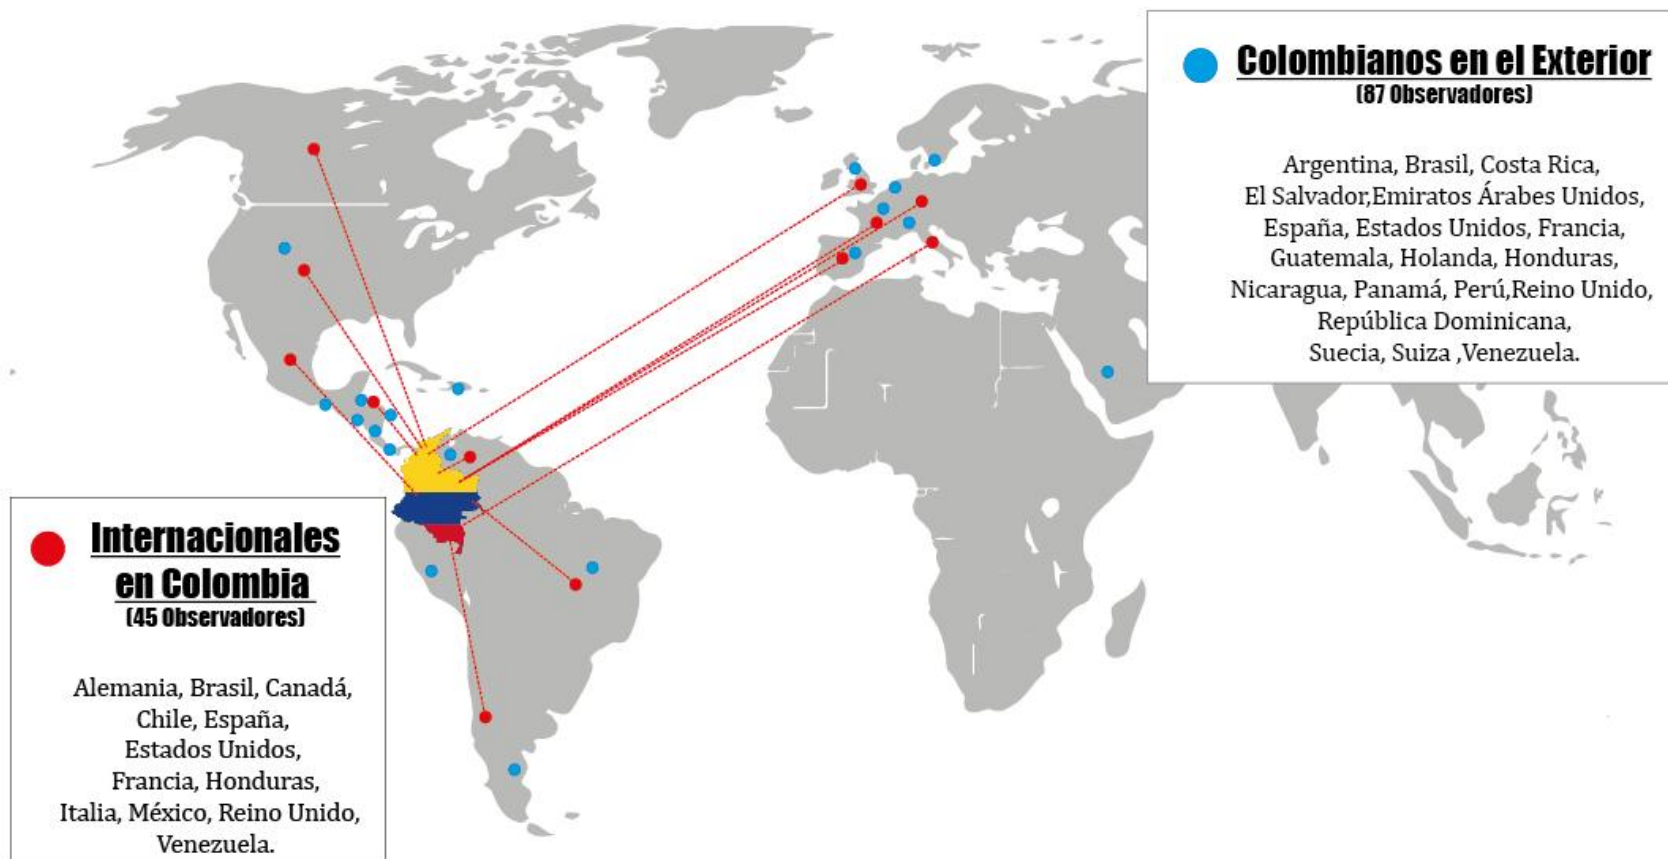 Colombianos en el Exterior
(87 Observadores)
Argentina, Brasil, Costa Rica,
El Salvador,Emiratos Árabes Unidos,
España, Estados Unidos, Francia,
Guatemala, Holanda, Honduras,
Nicaragua, Panamá, Perú,Reino Unido,
República Dominicana,
Suecia, Suiza ,Venezuela.
Internacionales
en Colombia
(45 Observadores)
Alemania, Brasil, Canadá,
Chile, España,
Estados Unidos,
Francia, Honduras,
Italia, México, Reino Unido,
Venezuela.